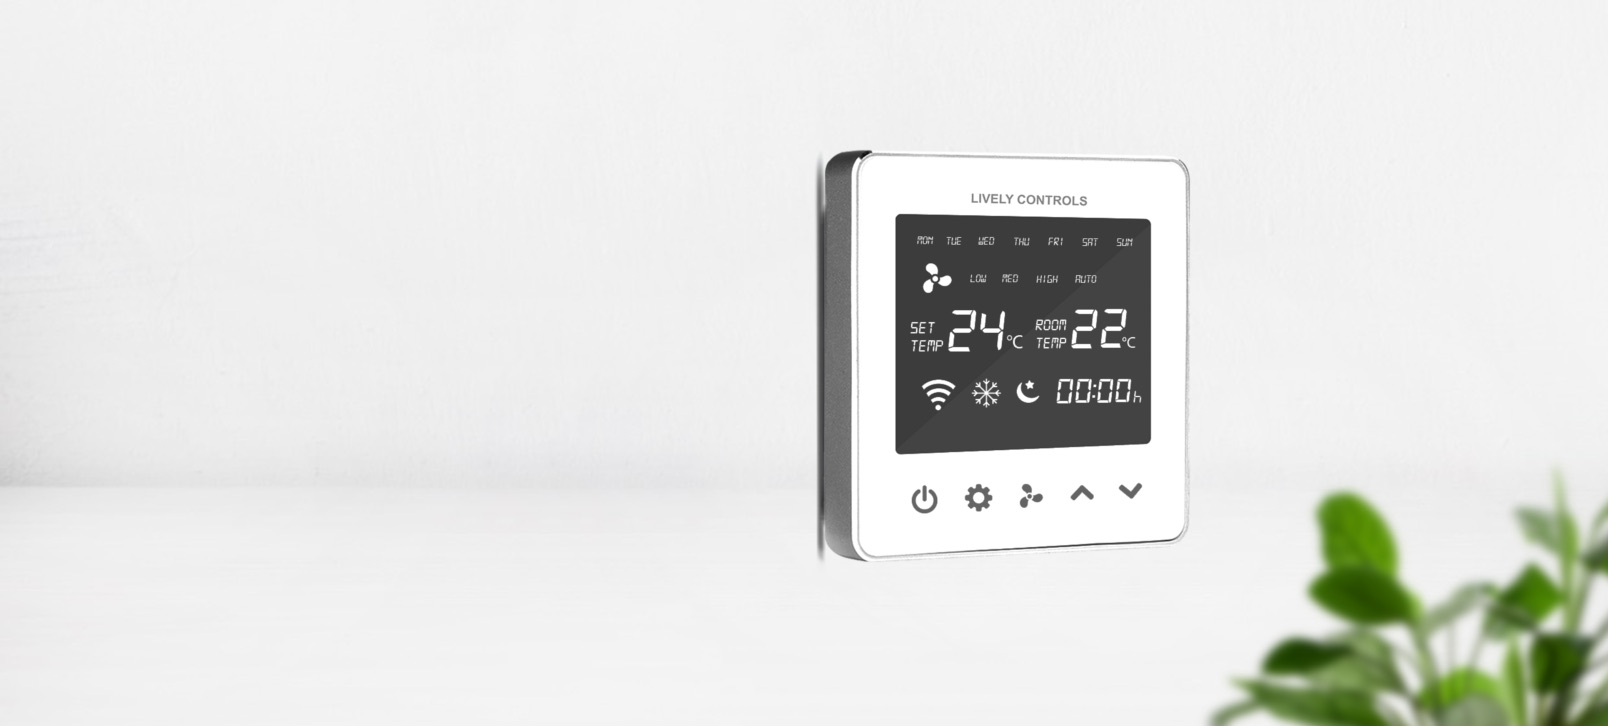 LIVELY CONTROLS
MON TUE WED THU FRI SAT SUN
LOW MED HIGH AUTO
SET TEMP 24°C ROOM TEMP 22°C
00:00h